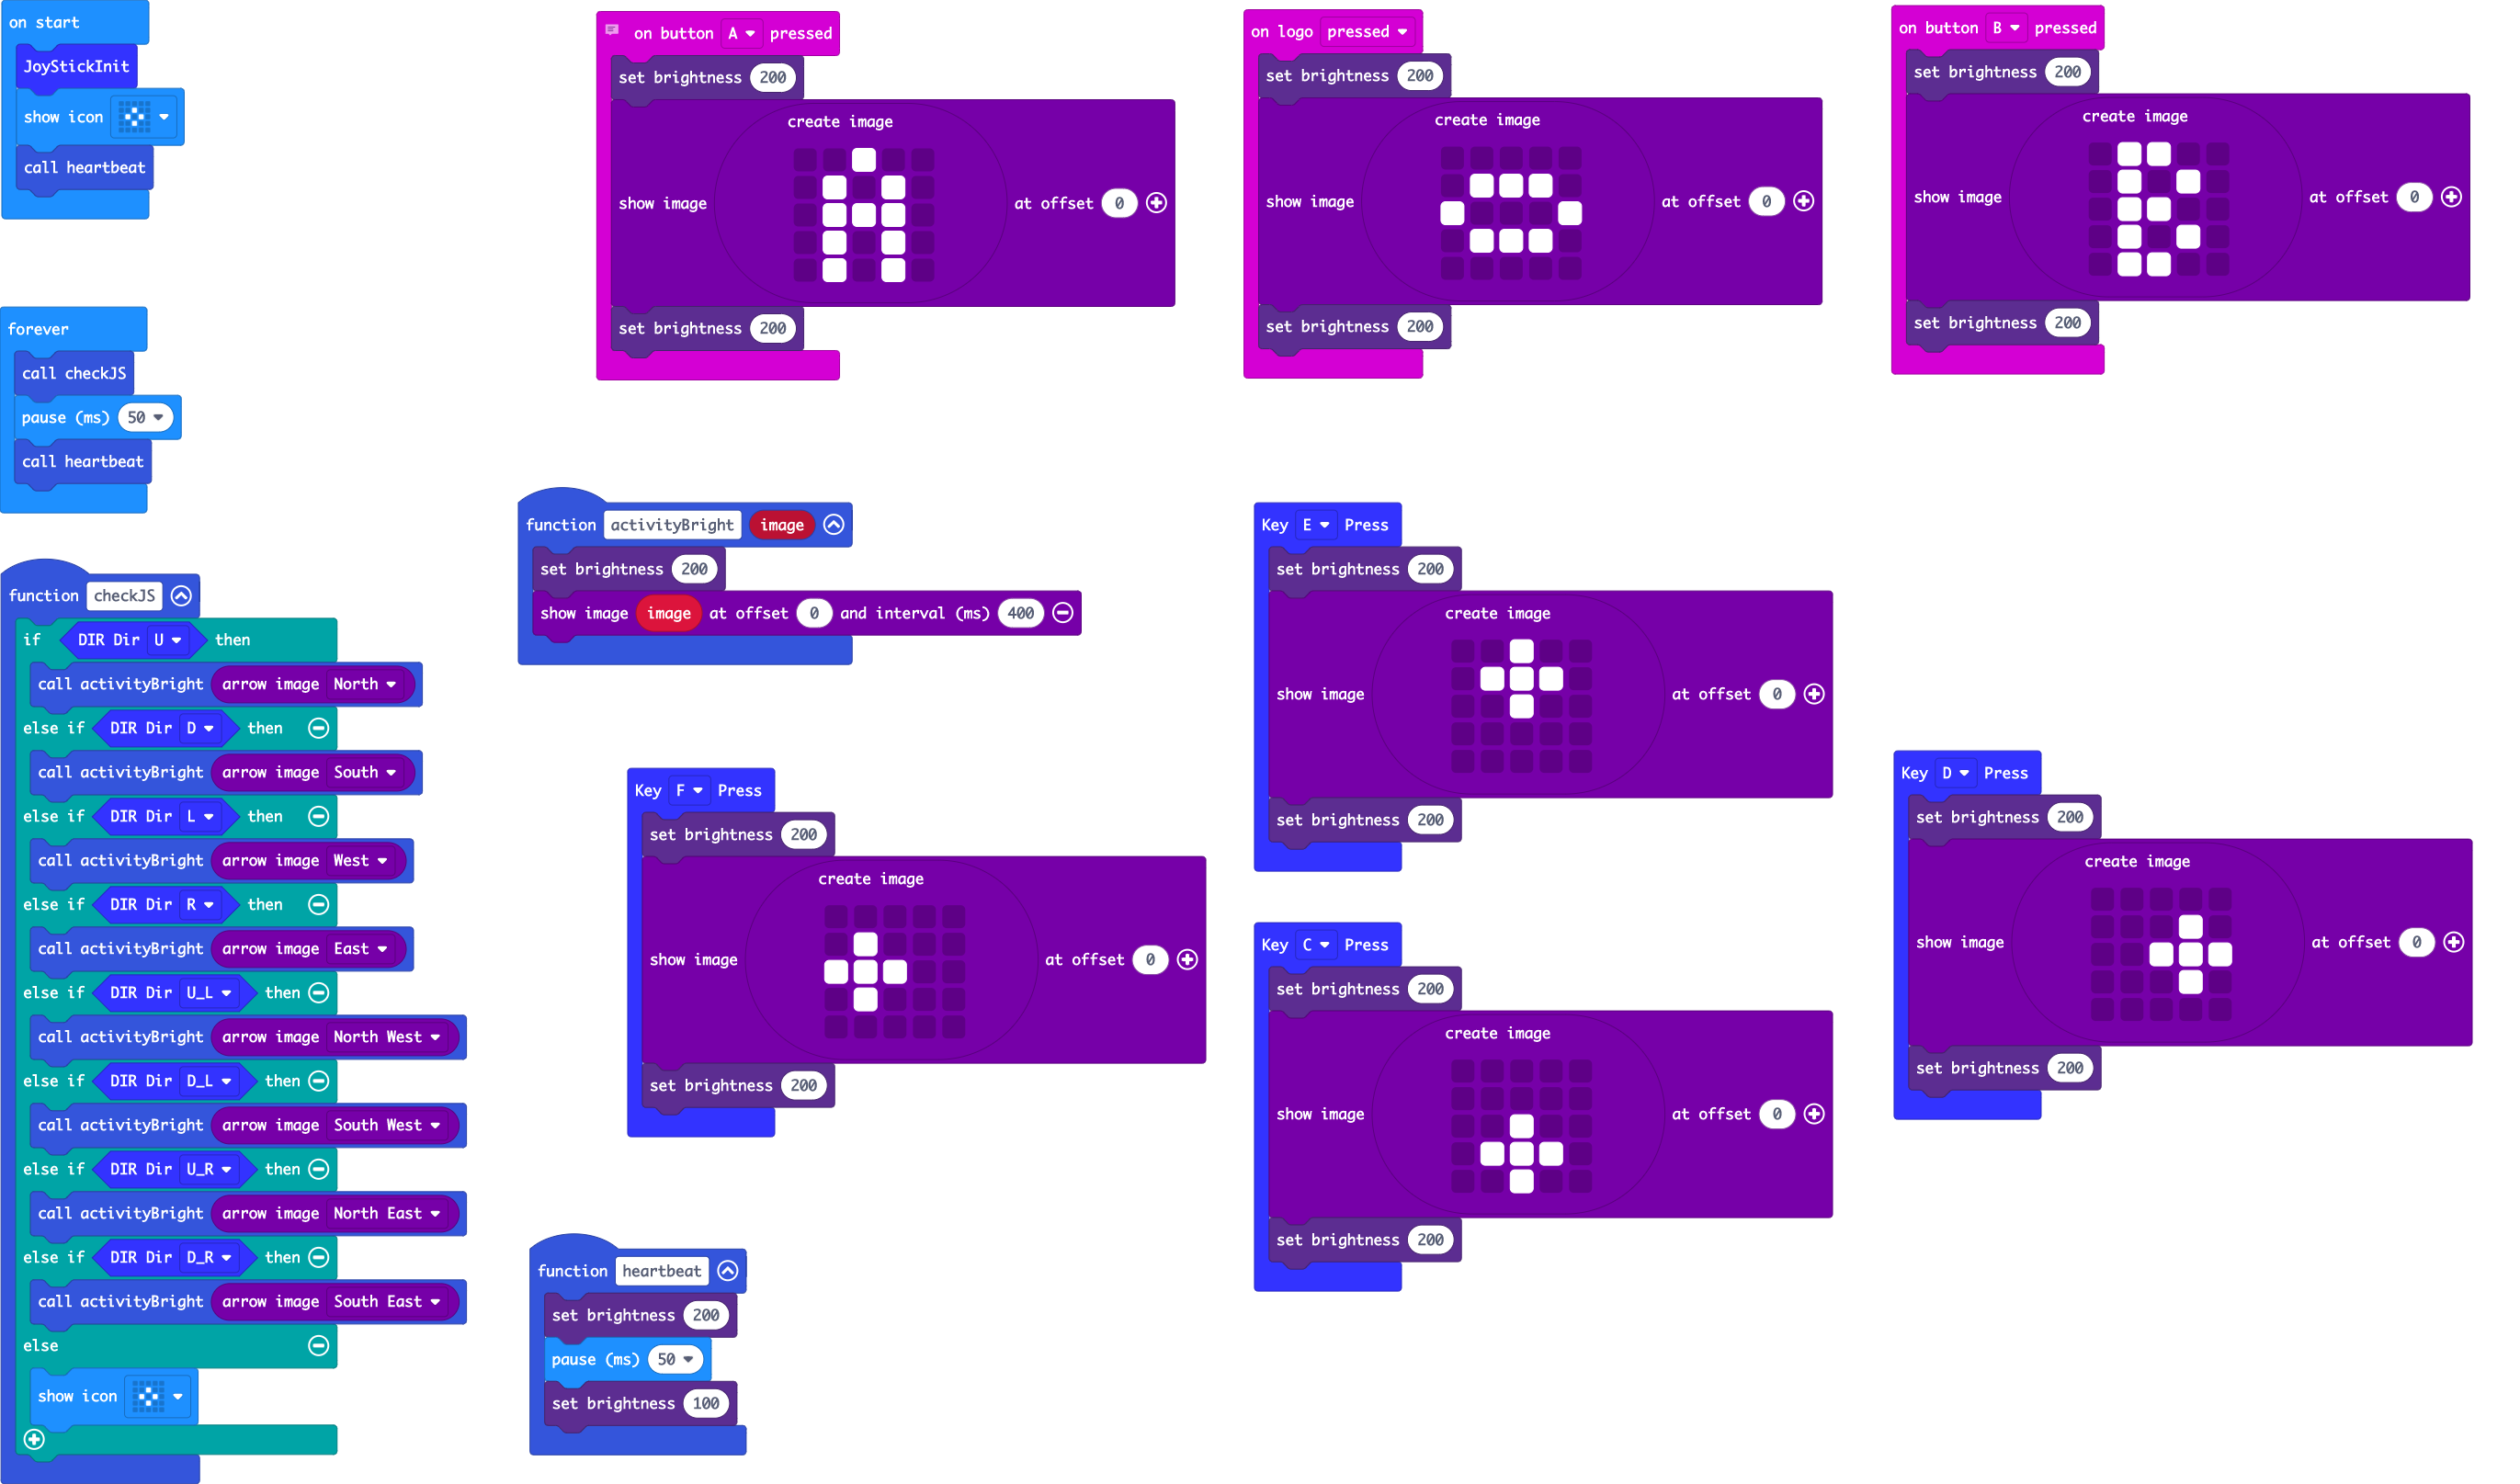 on start
JoyStickInit
show icon
call heartbeat
forever
call checkJS
pause (ms) 50
call heartbeat
function checkJS
if DIR Dir U then
call activityBright arrow image North
else if DIR Dir D then
call activityBright arrow image South
else if DIR Dir L then
call activityBright arrow image West
else if DIR Dir R then
call activityBright arrow image East
else if DIR Dir U_L then
call activityBright arrow image North West
else if DIR Dir D_L then
call activityBright arrow image South West
else if DIR Dir U_R then
call activityBright arrow image North East
else if DIR Dir D_R then
call activityBright arrow image South East
else
show icon
on button A pressed
set brightness 200
create image
show image at offset 0
set brightness 200
on logo pressed
set brightness 200
create image
show image at offset 0
set brightness 200
on button B pressed
set brightness 200
create image
show image at offset 0
set brightness 200
function activityBright image
set brightness 200
show image image at offset 0 and interval (ms) 400
Key F Press
set brightness 200
create image
show image at offset 0
set brightness 200
function heartbeat
set brightness 200
pause (ms) 50
set brightness 100
Key E Press
set brightness 200
create image
show image at offset 0
set brightness 200
Key C Press
set brightness 200
create image
show image at offset 0
set brightness 200
Key D Press
set brightness 200
create image
show image at offset 0
set brightness 200